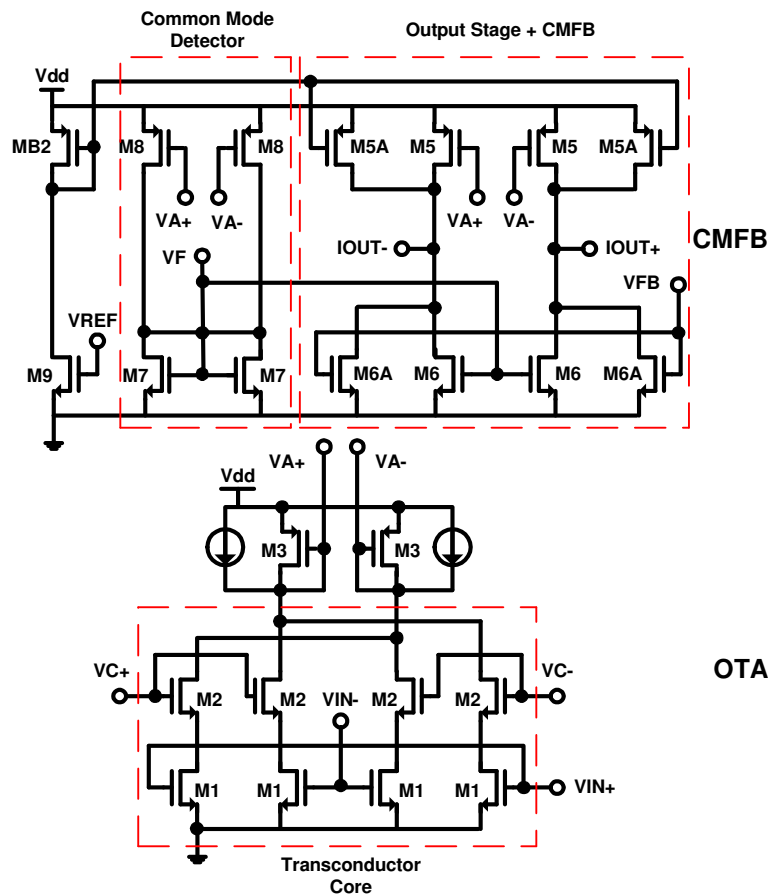 Common Mode
Detector
Output Stage + CMFB
Vdd
MB2
M8
M8
M5A
M5
M5
M5A
VA+
VA-
VA+
VA-
VF
IOUT-
IOUT+
CMFB
VFB
VREF
M9
M7
M7
M6A
M6
M6
M6A
VA+
VA-
Vdd
M3
M3
VC+
VC-
OTA
M2
M2
VIN-
M2
M2
M1
M1
M1
M1
VIN+
Transconductor
Core